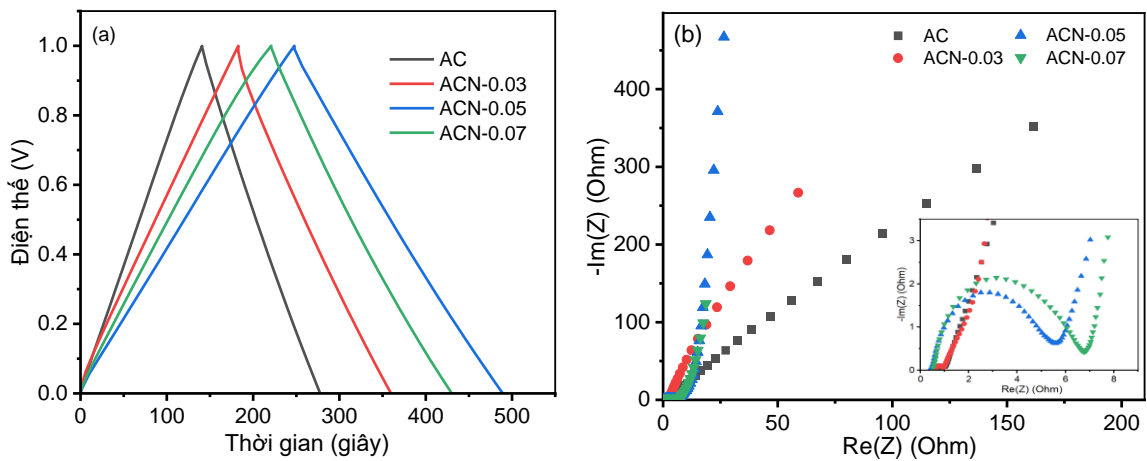 (a)
AC
ACN-0.03
ACN-0.05
ACN-0.07
1.0
0.8
0.6
0.4
0.2
0.0
0
100
200
300
400
500
Điện thế (V)
Thời gian (giây)
(b)
AC
ACN-0.03
ACN-0.05
ACN-0.07
400
300
200
100
0
0
50
100
150
200
-Im(Z) (Ohm)
Re(Z) (Ohm)
3
2
1
0
0
2
4
6
8
-Im(Z) (Ohm)
Re(Z) (Ohm)